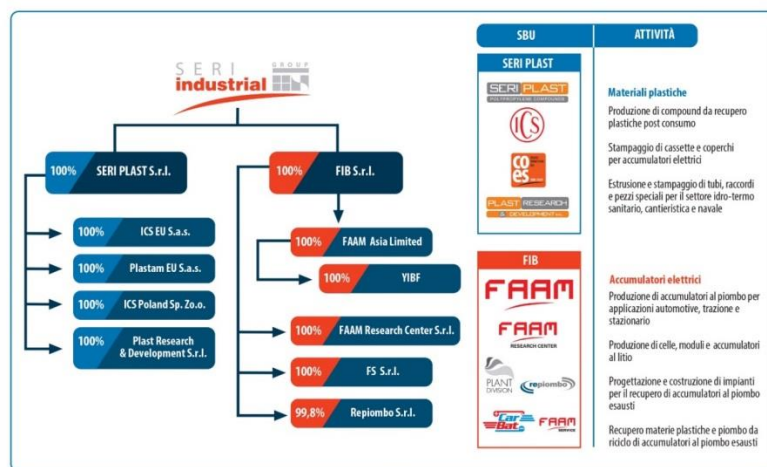 SERI
GROUP
industrial
100%
SERI PLAST S.r.l.
100%
ICS EU S.a.s.
100%
Plastam EU S.a.s.
100%
ICS Poland Sp. Zo.o.
100%
Plast Research
& Development S.r.l.
100%
FIB S.r.l.
100%
FAAM Asia Limited
100%
YIBF
100%
FAAM Research Center S.r.l.
100%
FS S.r.l.
99,8%
Repiombo S.r.l.
SBU
ATTIVITÀ
SERI PLAST
SERI PLAST
POLYPROPYLENE COMPOUNDS
ICS
coes
PLAST RESEARCH
& DEVELOPMENT
Materiali plastiche
Produzione di compound da recupero
plastiche post consumo
Stampaggio di cassette e coperchi
per accumulatori elettrici
Estrusione e stampaggio di tubi, raccordi
e pezzi speciali per il settore idro-termo
sanitario, cantieristica e navale
FIB
FAAM
FAAM
RESEARCH CENTER
PLANT
DIVISION
repiombo
Car
Bat
FAAM
SERVICE
Accumulatori elettrici
Produzione di accumulatori al piombo per
applicazioni automotive, trazione e
stazionario
Produzione di celle, moduli e accumulatori
al litio
Progettazione e costruzione di impianti
per il recupero di accumulatori al piombo
esausti
Recupero materie plastiche e piombo da
riciclo di accumulatori al piombo esausti